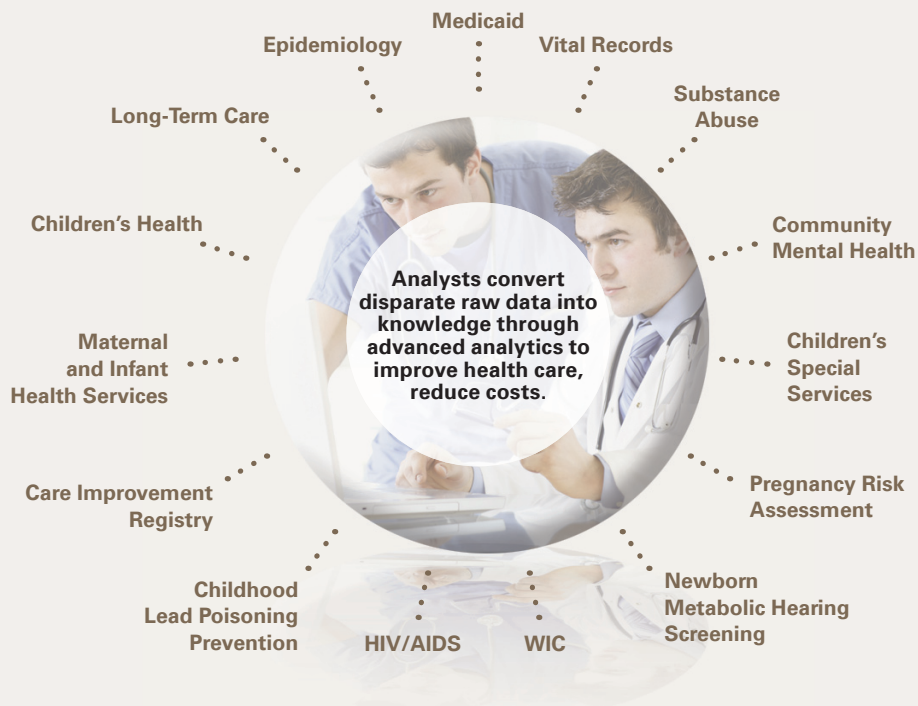 Medicaid
Epidemiology
Vital Records
Substance
Abuse
Long-Term Care
Children’s Health
Community
Mental Health
Analysts convert
disparate raw data into
knowledge through
advanced analytics to
improve health care,
reduce costs.
Maternal
and Infant
Health Services
Children’s
Special
Services
Care Improvement
Registry
Pregnancy Risk
Assessment
Childhood
Lead Poisoning
Prevention
HIV/AIDS
WIC
Newborn
Metabolic Hearing
Screening